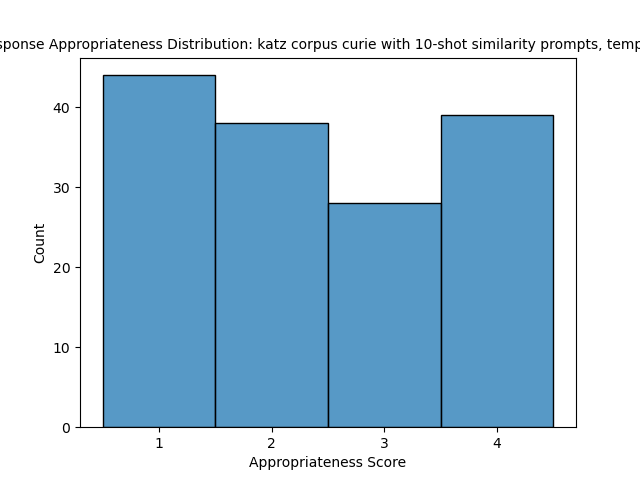 sponse Appropriateness Distribution: katz corpus curie with 10-shot similarity prompts, temp
40
30
20
10
0
Count
1 2 3 4
Appropriateness Score